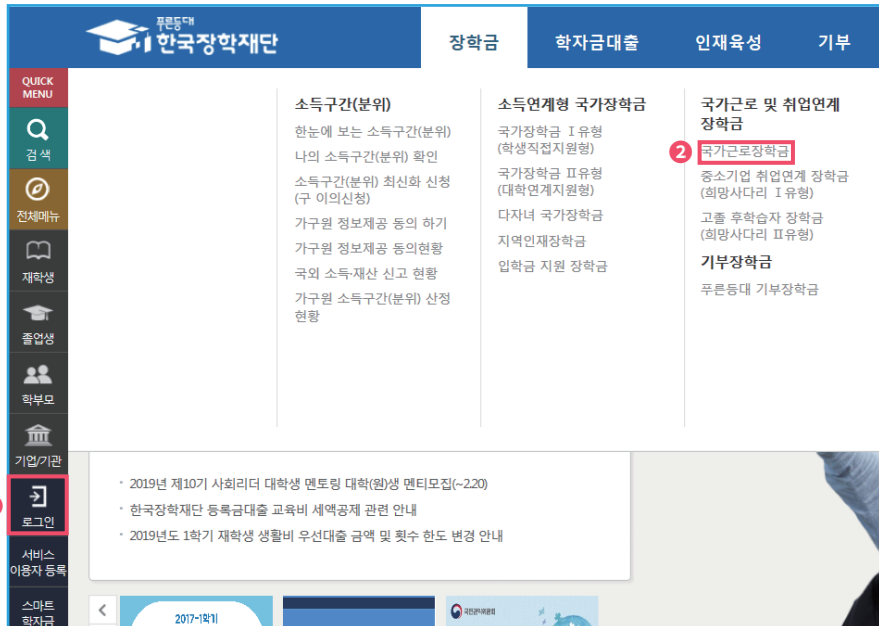 푸른등대
한국장학재단
장학금
학자금대출
인재육성
기부
QUICK
MENU
검색
전체메뉴
재학생
졸업생
학부모
기업/기관
로그인
서비스
이용자 등록
스마트
학자금
소득구간(분위)
한눈에 보는 소득구간(분위)
나의 소득구간(분위) 확인
소득구간(분위) 최신화 신청
(구 이의신청)
가구원 정보제공 동의 하기
가구원 정보제공 동의현황
국외 소득·재산 신고 현황
가구원 소득구간(분위) 산정
현황
소득연계형 국가장학금
국가장학금 Ⅰ유형
(학생직접지원형)
국가장학금 Ⅱ유형
(대학연계지원형)
다자녀 국가장학금
지역인재장학금
입학금 지원 장학금
국가근로 및 취업연계
장학금
2 국가근로장학금
중소기업 취업연계 장학금
(희망사다리 Ⅰ유형)
고졸 후학습자 장학금
(희망사다리 Ⅱ유형)
기부장학금
푸른등대 기부장학금
· 2019년 제10기 사회리더 대학생 멘토링 대학(원)생 멘티모집(~2.20)
· 한국장학재단 등록금대출 교육비 세액공제 관련 안내
· 2019년도 1학기 재학생 생활비 우선대출 금액 및 횟수 한도 변경 안내
2017-1학기
국민권익위원회